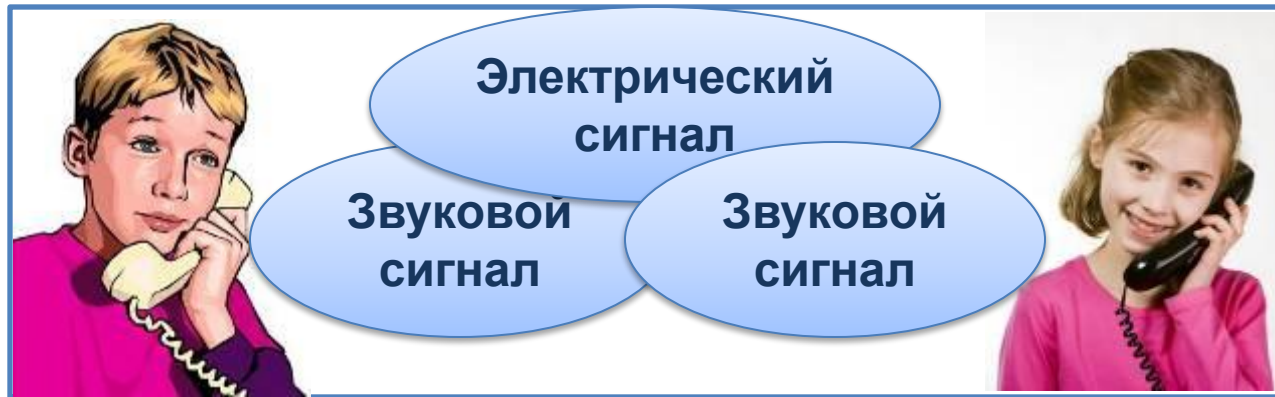 Электрический
сигнал
Звуковой
сигнал
Звуковой
сигнал